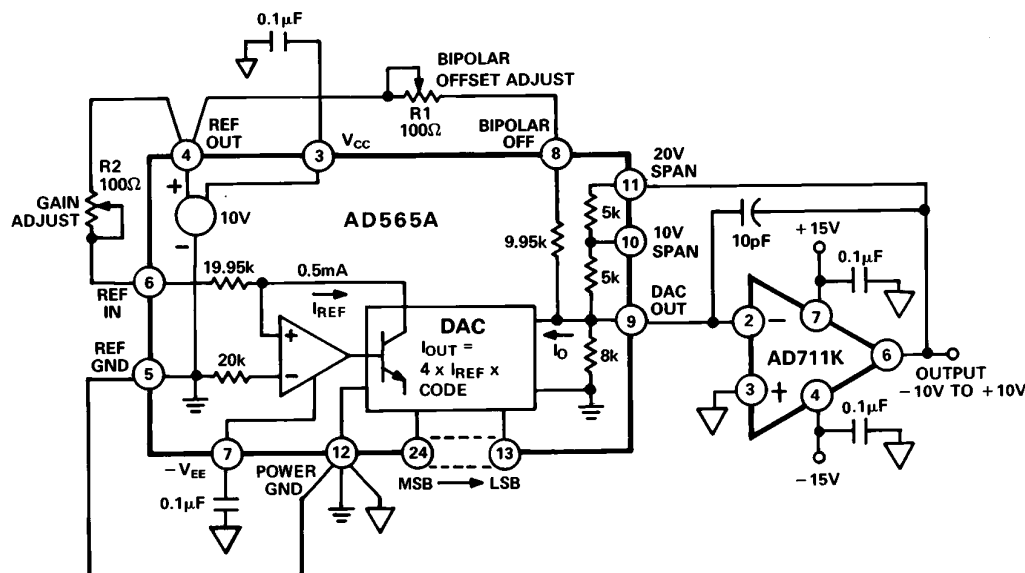 0.1µF
BIPOLAR
OFFSET ADJUST
R1
100Ω
REF
OUT
VCC
BIPOLAR
OFF
4
3
8
20V
SPAN
11
R2
100Ω
GAIN
ADJUST
+
10V
−
AD565A
9.95k
5k
10
10V
SPAN
5k
10pF
+15V
0.1µF
6
REF
IN
19.95k
0.5mA
IREF
DAC
IOUT =
4 x IREF x
CODE
IO
8k
9
DAC
OUT
2
−
7
AD711K
6
OUTPUT
−10V TO +10V
3
+
4
0.1µF
−15V
REF
GND
5
20k
+
−
−VEE
7
POWER
GND
12
24
13
MSB
LSB
0.1µF